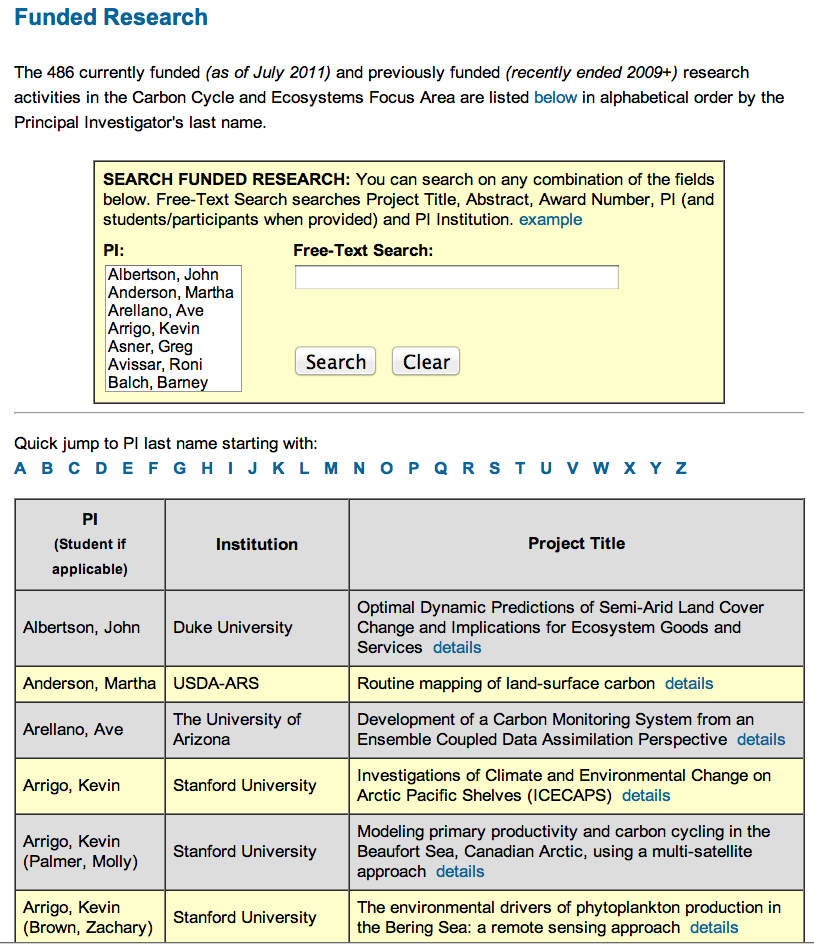 Funded Research
The 486 currently funded (as of July 2011) and previously funded (recently ended 2009+) research
activities in the Carbon Cycle and Ecosystems Focus Area are listed below in alphabetical order by the
Principal Investigator's last name.
SEARCH FUNDED RESEARCH: You can search on any combination of the fields
below. Free-Text Search searches Project Title, Abstract, Award Number, PI (and
students/participants when provided) and PI Institution. example
PI:
Free-Text Search:
Albertson, John
Anderson, Martha
Arellano, Ave
Arrigo, Kevin
Asner, Greg
Avissar, Roni
Balch, Barney
Search Clear
Quick jump to PI last name starting with:
A B C D E F G H I J K L M N O P Q R S T U V W X Y Z
PI
(Student if
applicable)
Institution
Project Title
Albertson, John
Duke University
Optimal Dynamic Predictions of Semi-Arid Land Cover
Change and Implications for Ecosystem Goods and
Services details
Anderson, Martha
USDA-ARS
Routine mapping of land-surface carbon details
Arellano, Ave
The University of
Arizona
Development of a Carbon Monitoring System from an
Ensemble Coupled Data Assimilation Perspective details
Arrigo, Kevin
Stanford University
Investigations of Climate and Environmental Change on
Arctic Pacific Shelves (ICECAPS) details
Arrigo, Kevin
(Palmer, Molly)
Stanford University
Modeling primary productivity and carbon cycling in the
Beaufort Sea, Canadian Arctic, using a multi-satellite
approach details
Arrigo, Kevin
(Brown, Zachary)
Stanford University
The environmental drivers of phytoplankton production in
the Bering Sea: a remote sensing approach details